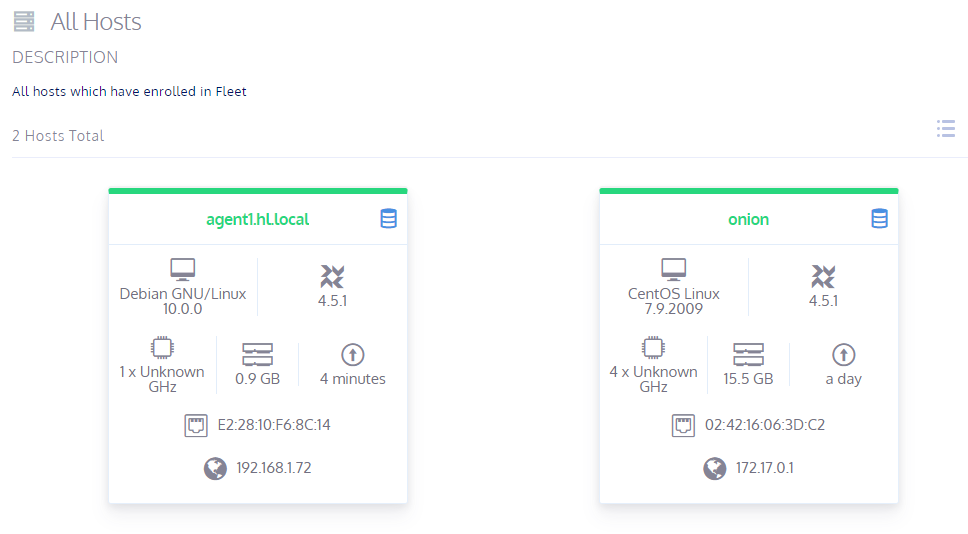 All Hosts
DESCRIPTION
All hosts which have enrolled in Fleet
2 Hosts Total
agent1.hl.local
Debian GNU/Linux
10.0.0
4.5.1
1 x Unknown
GHz
0.9 GB
4 minutes
E2:28:10:F6:8C:14
192.168.1.72
onion
CentOS Linux
7.9.2009
4.5.1
4 x Unknown
GHz
15.5 GB
a day
02:42:16:06:3D:C2
172.17.0.1